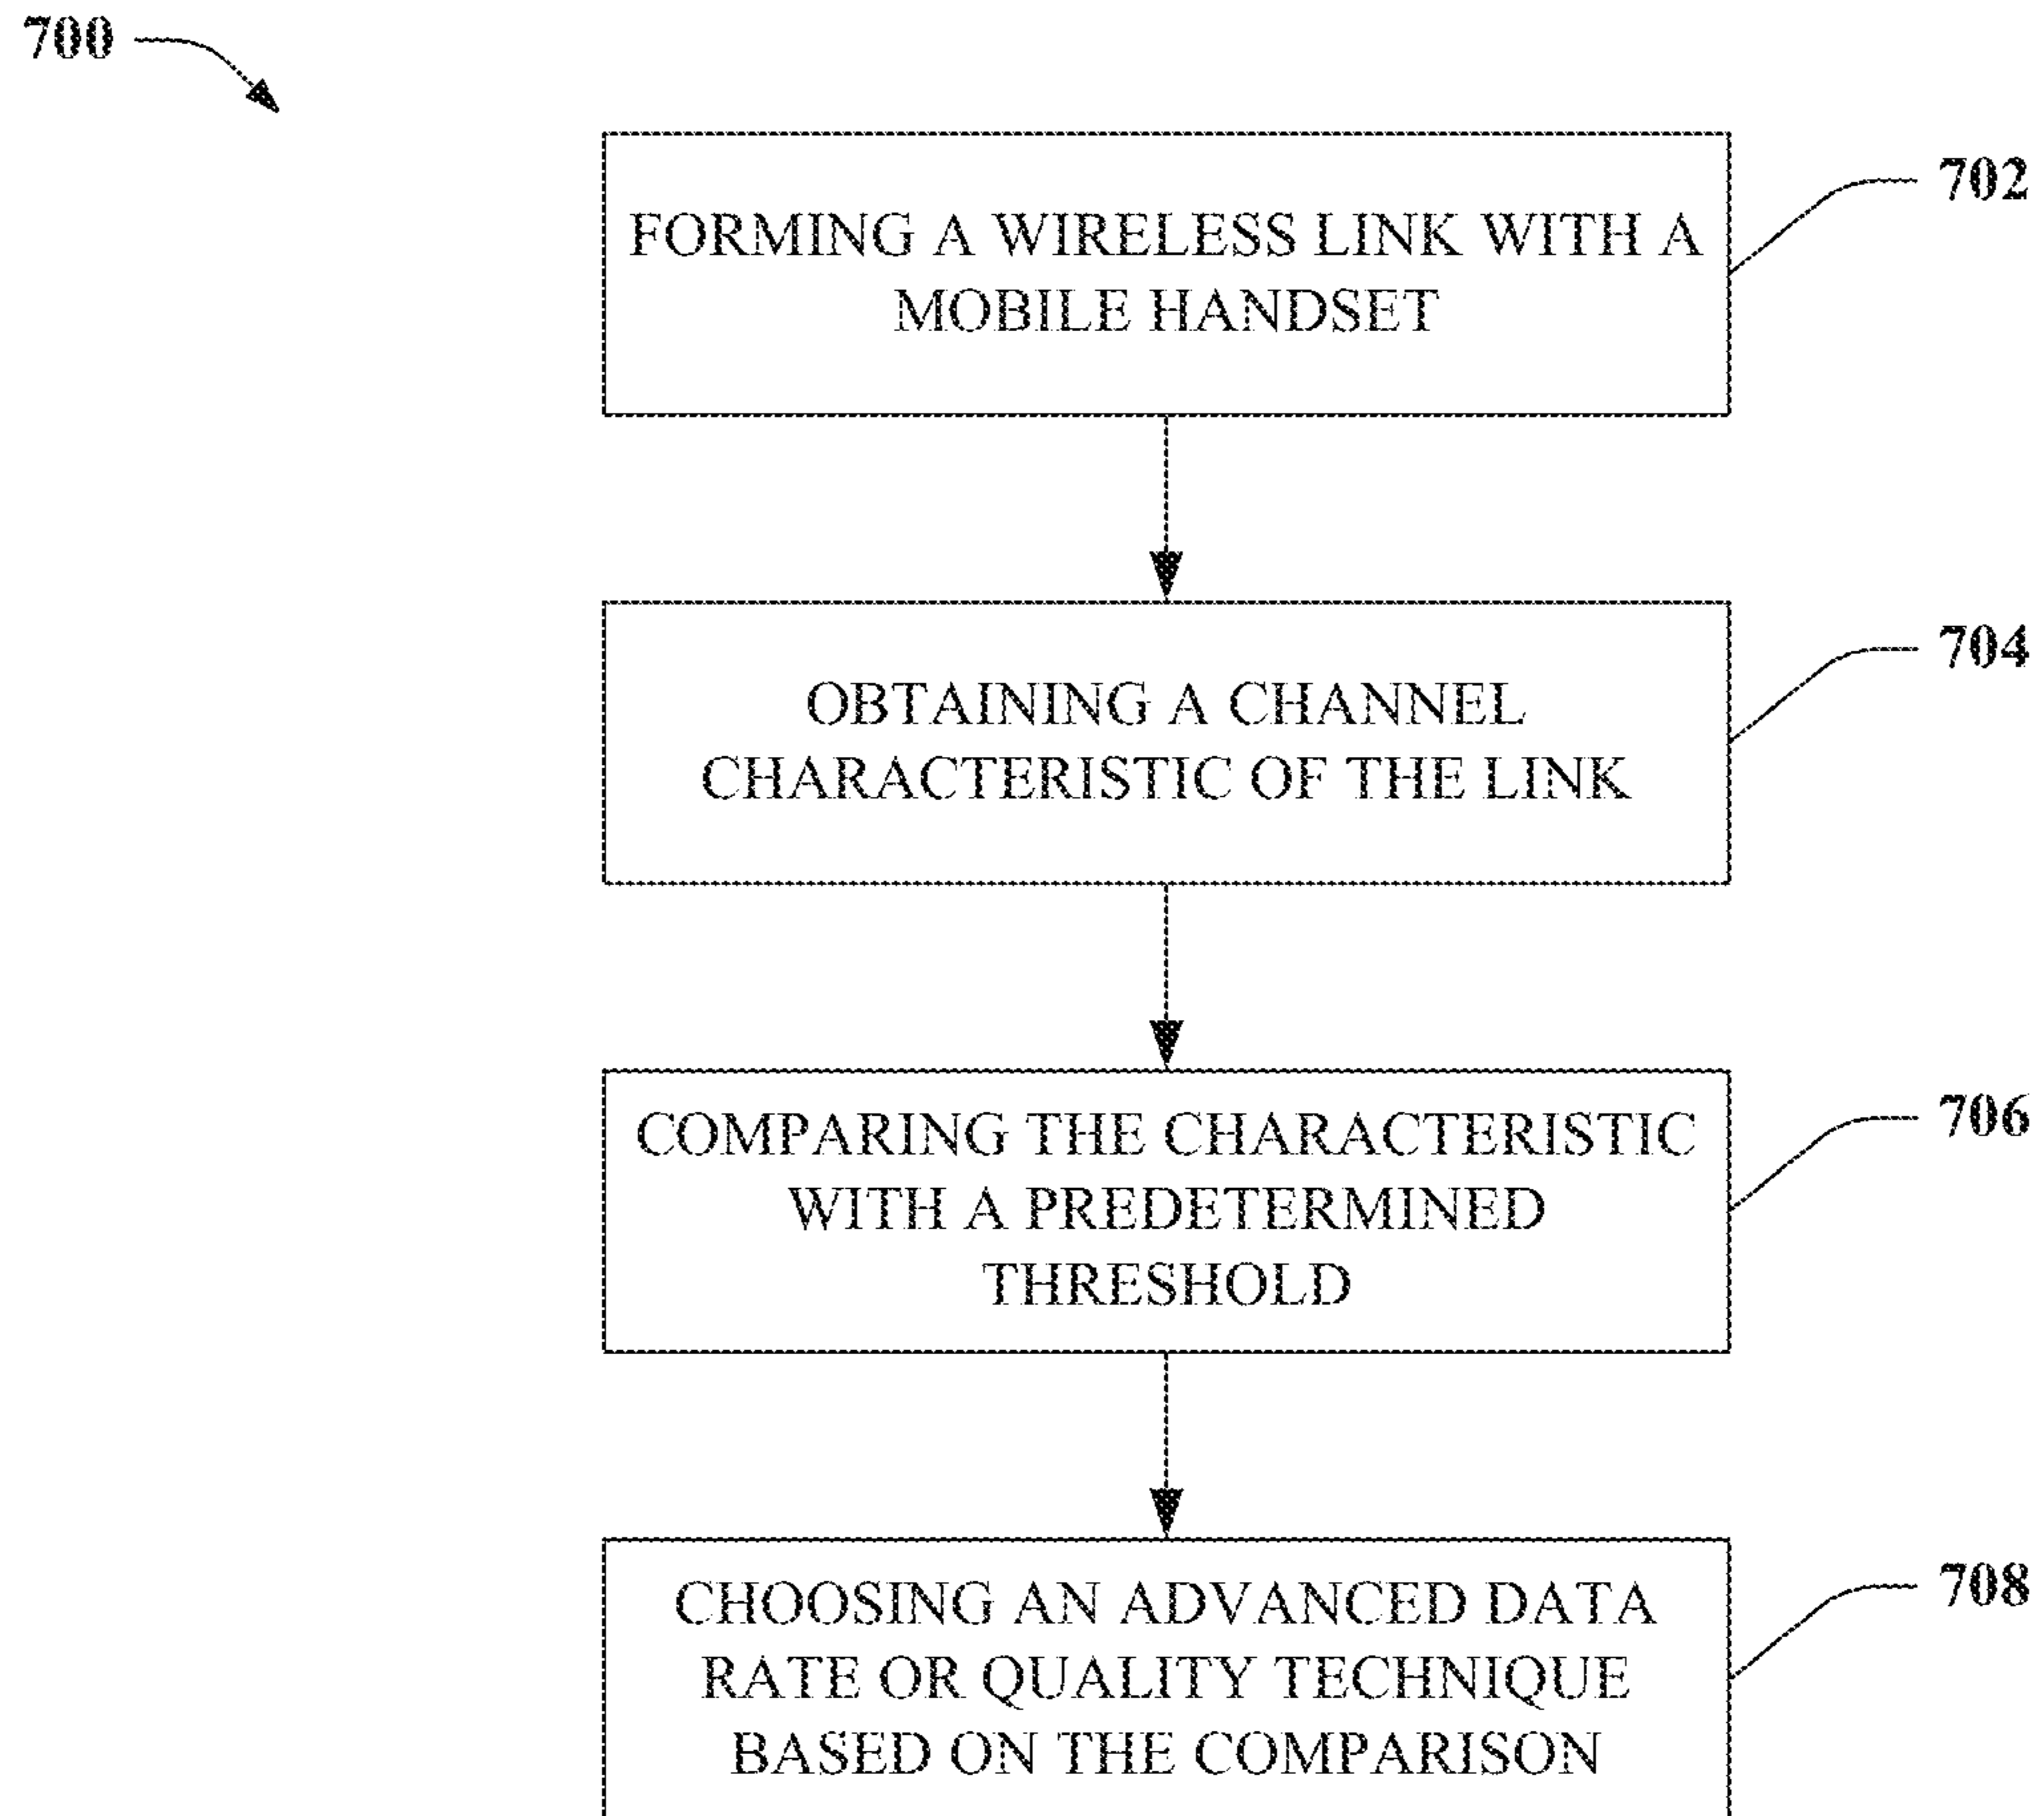 700
702
FORMING A WIRELESS LINK WITH A
MOBILE HANDSET
704
OBTAINING A CHANNEL
CHARACTERISTIC OF THE LINK
706
COMPARING THE CHARACTERISTIC
WITH A PREDETERMINED
THRESHOLD
708
CHOOSING AN ADVANCED DATA
RATE OR QUALITY TECHNIQUE
BASED ON THE COMPARISON